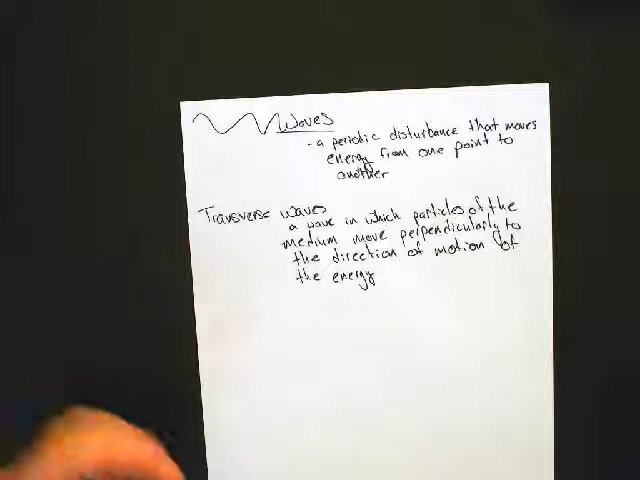 Waves
- a periodic disturbance that moves
energy from one point to
another
Transverse waves
a wave in which particles of the
medium move perpendicularly to
the direction of motion of
the energy